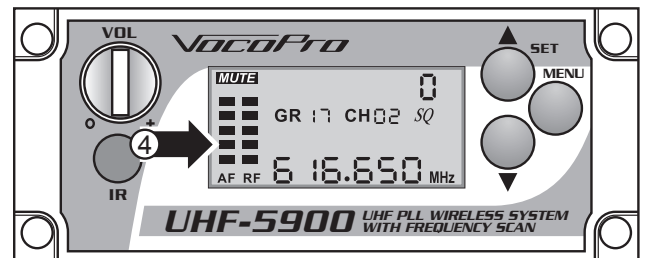 VOL
VocoPro
SET
MENU
MUTE
0
GR 17 CH02 SQ
O +
4
AF RF 616.650 MHz
IR
UHF-5900 UHF PLL WIRELESS SYSTEM
WITH FREQUENCY SCAN